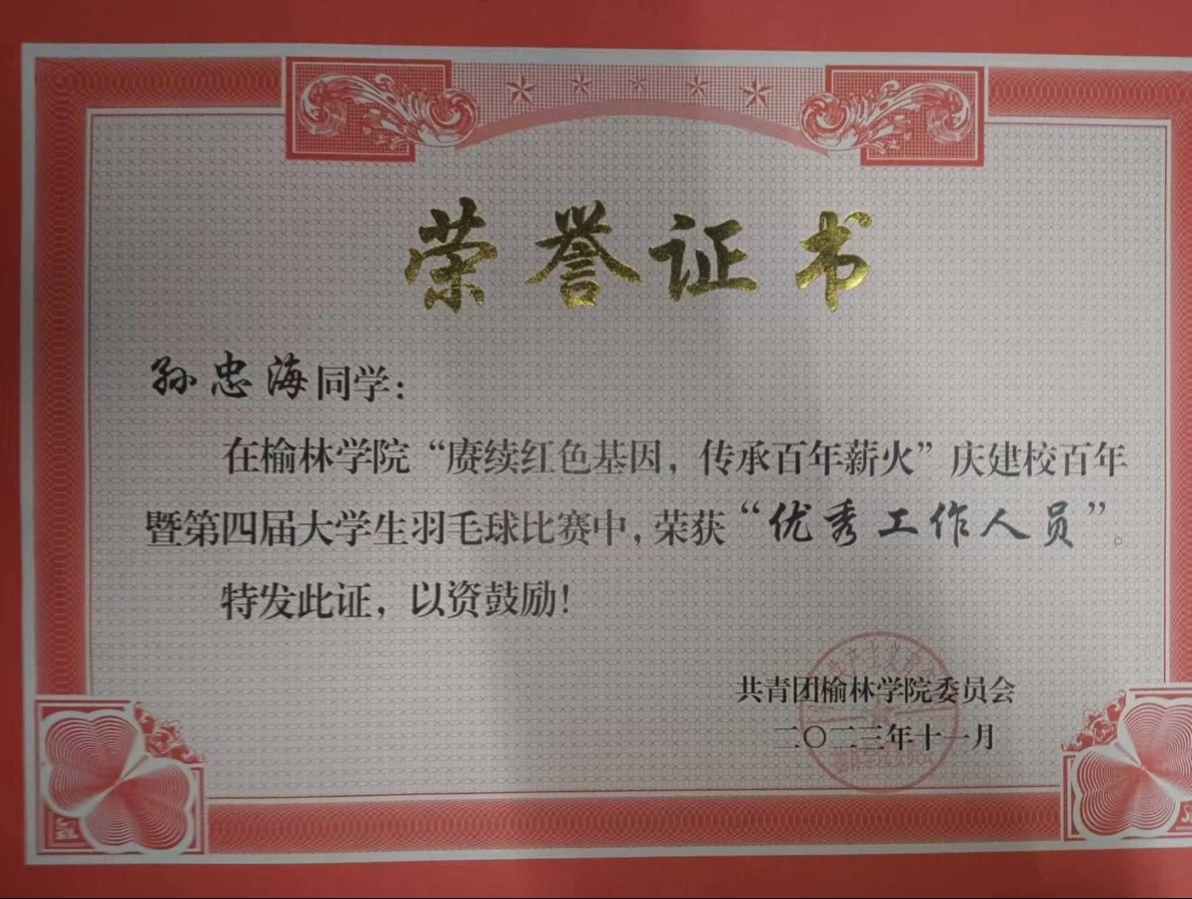 荣誉证书
孙忠海同学：
在榆林学院“赓续红色基因，传承百年薪火”庆建校百年
暨第四届大学生羽毛球比赛中，荣获“优秀工作人员”。
特发此证，以资鼓励！
共青团榆林学院委员会
二〇二三年十一月